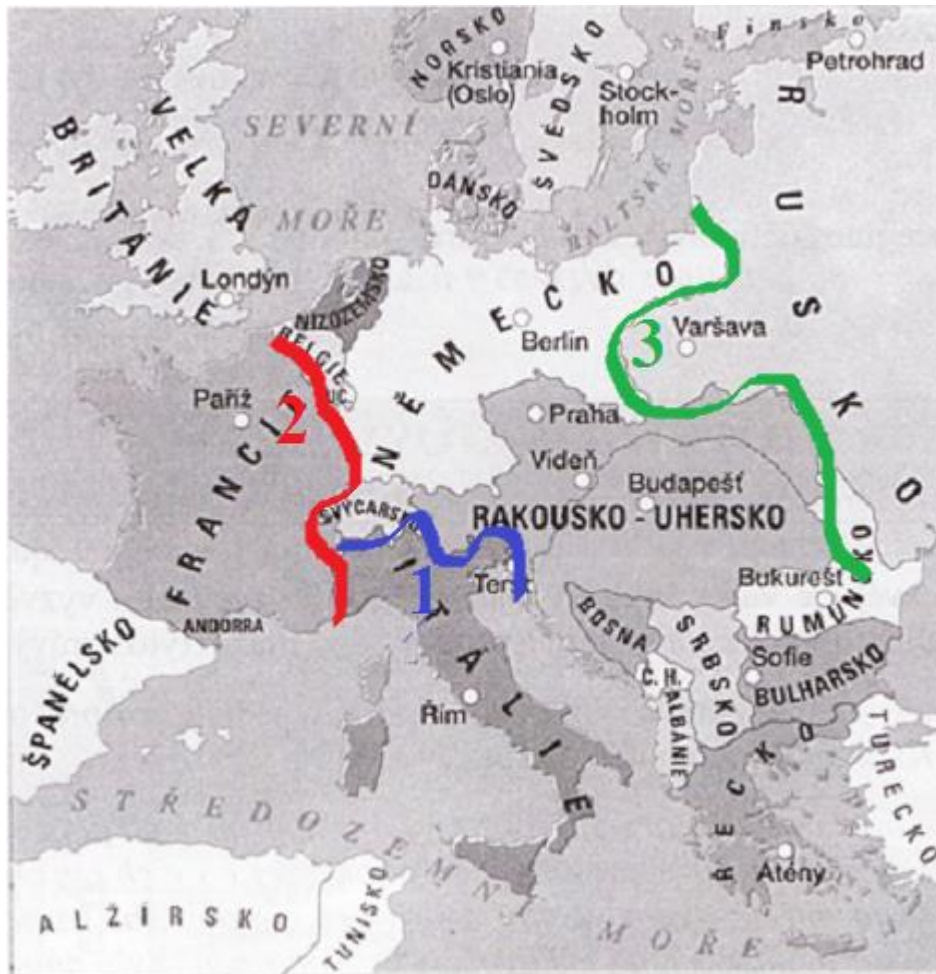 NORSKO
Kristiania
(Oslo)
ŠVÉDSKO
Stock-
holm
Finsko
Petrohrad
RUSKO
VELKÁ
BRITÁNIE
SEVERNÍ
MOŘE
DÁNSKO
BALTSKÉ MOŘE
Londýn
NIZOZEMSKO
BELGIE
LUC.
NĚMECKO
Berlín
3
Varšava
Paříž
2
FRANCIE
Praha
Vídeň
Budapešť
ŠVÝCARSKO
RAKOUSKO - UHERSKO
1
Terst
ITÁLIE
Bukurešť
RUMUNSKO
ANDORRA
ŠPANĚLSKO
BOSNA
SRBSKO
Sofie
BULHARSKO
Č. H.
ALBÁNIE
Řím
TURECKO
ŘECKO
Atény
STŘEDOZEMNÍ
MOŘE
ALŽÍRSKO
TUNISKO